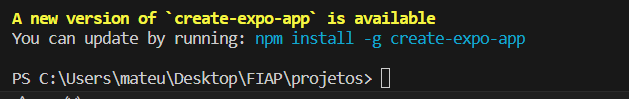 A new version of `create-expo-app` is available
You can update by running: npm install -g create-expo-app
PS C:\Users\mateu\Desktop\FIAP\projetos>